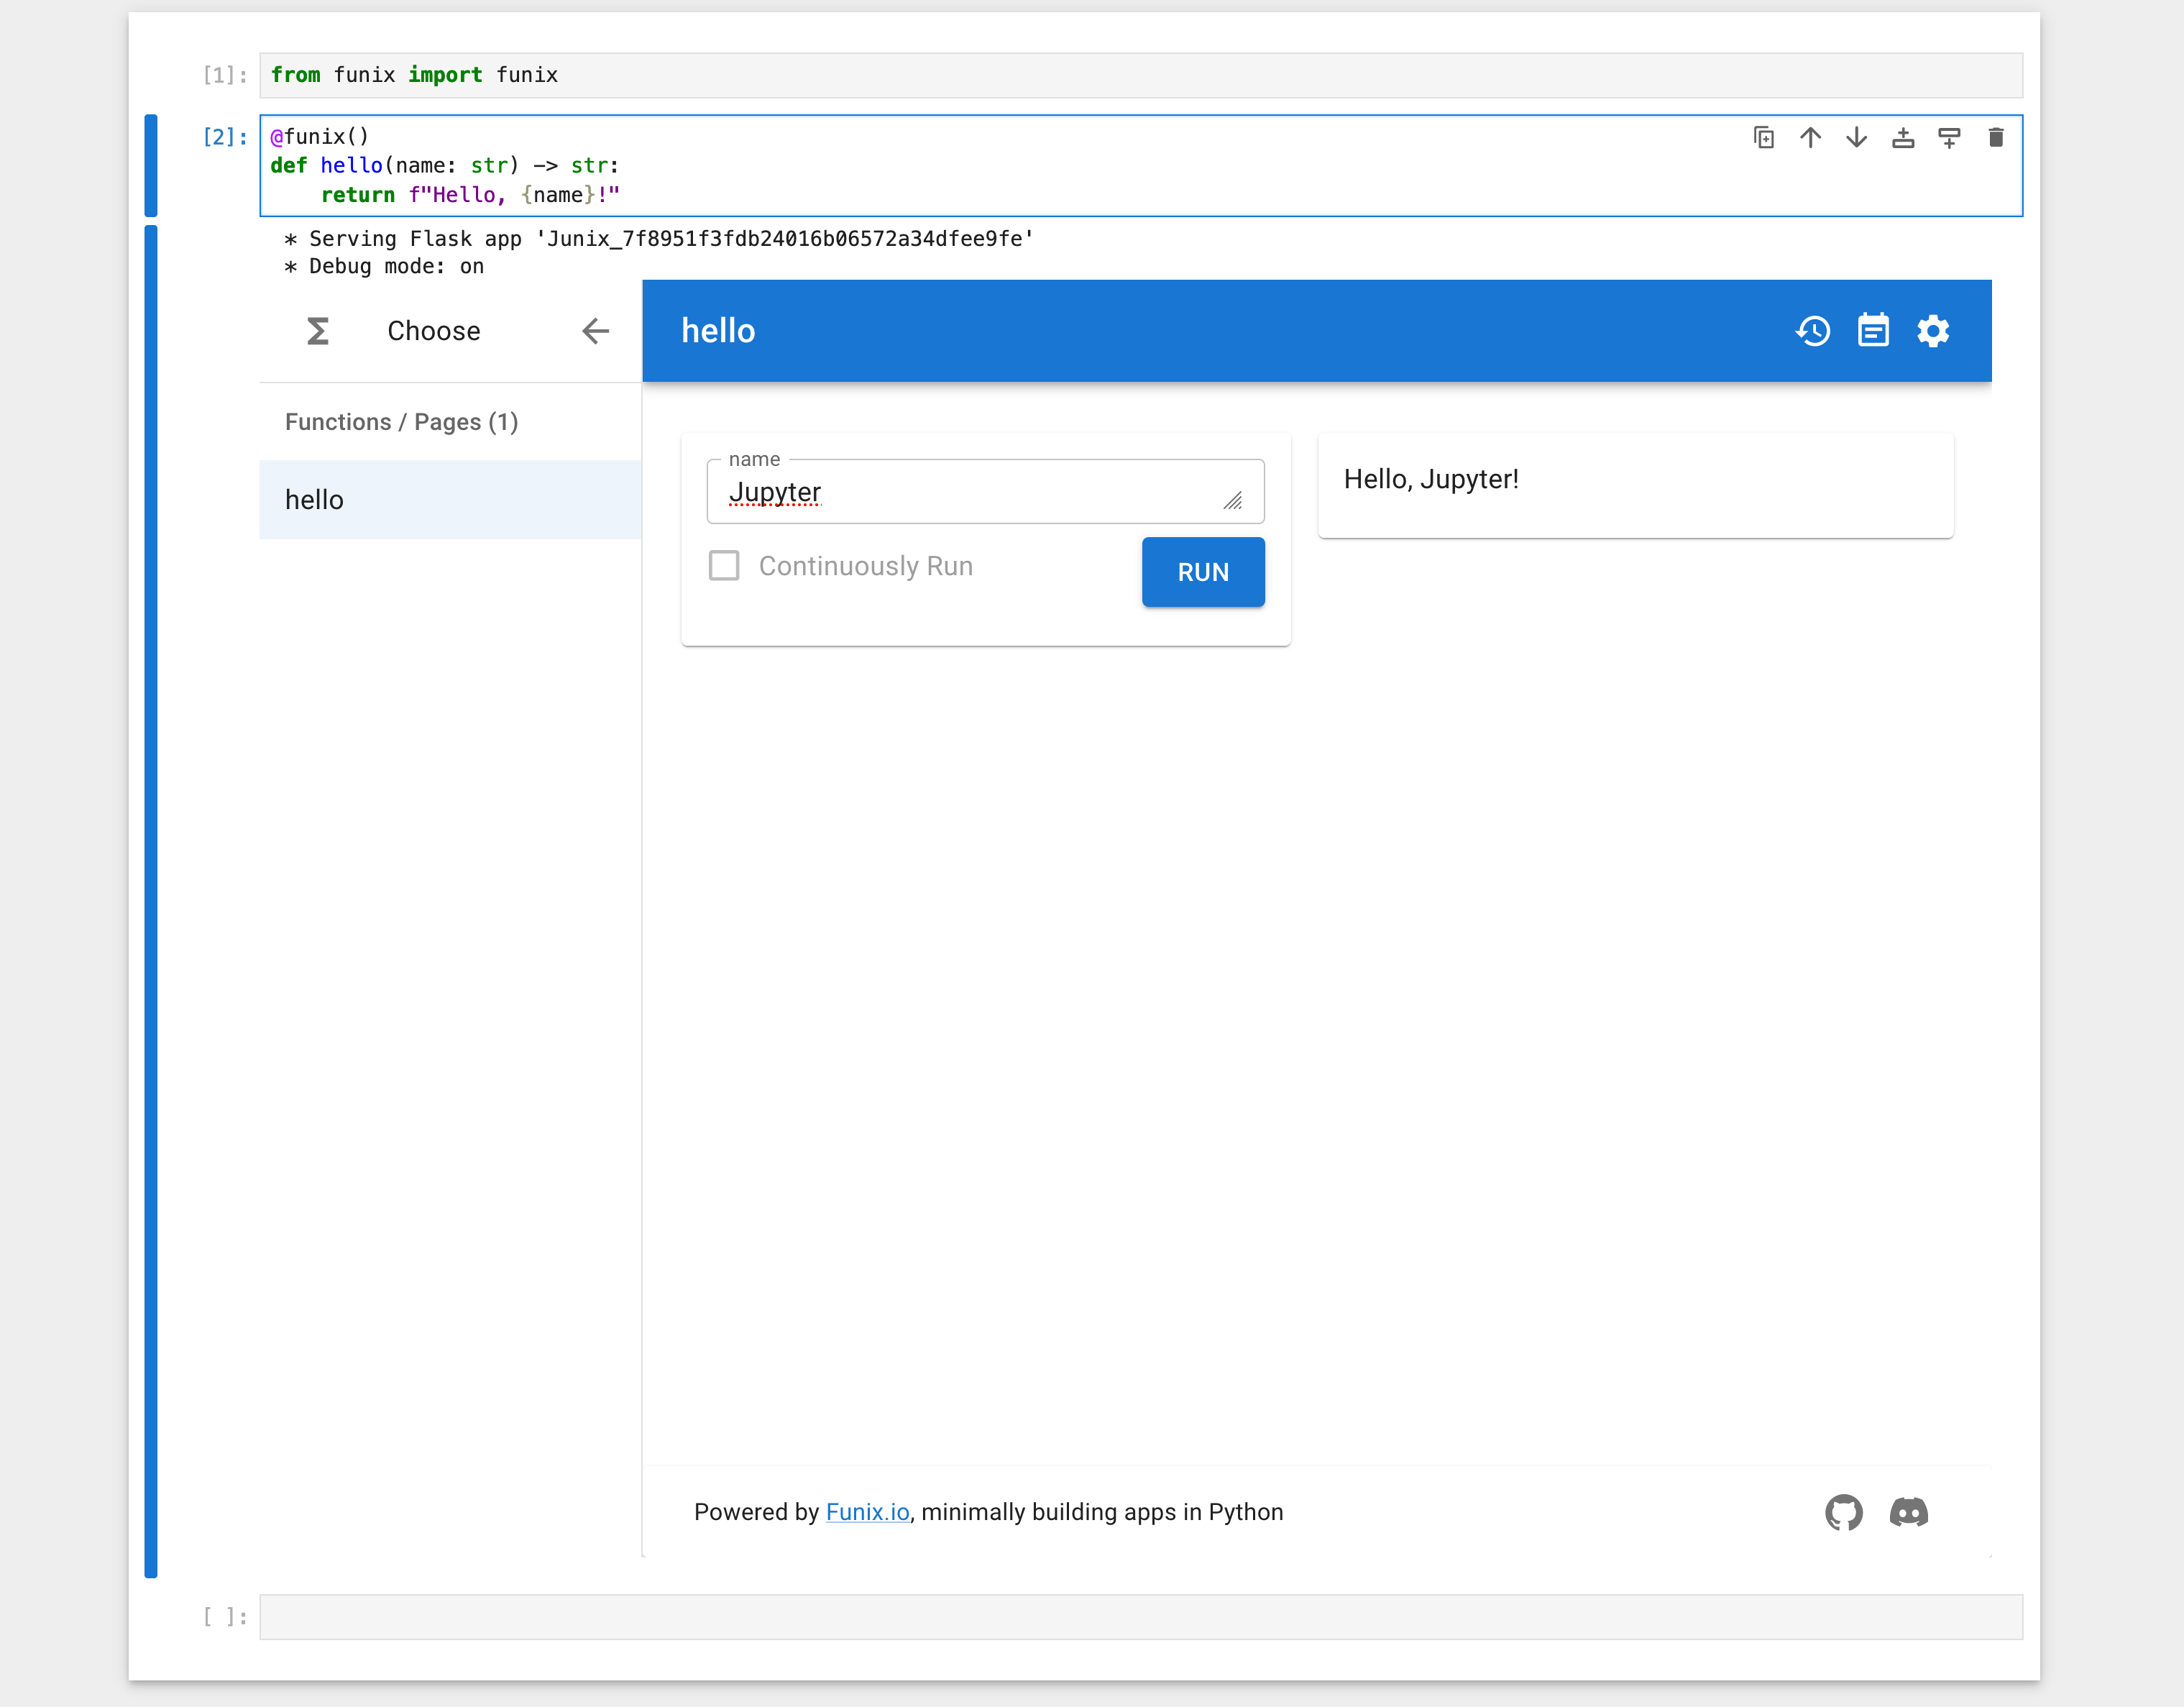 [1]: from funix import funix
[2]: @funix()
def hello(name: str) -> str:
    return f"Hello, {name}!"
* Serving Flask app 'Junix_7f8951f3fdb24016b06572a34dfee9fe'
* Debug mode: on
Choose
hello
Functions / Pages (1)
hello
name
Jupyter
Continuously Run
RUN
Hello, Jupyter!
Powered by Funix.io, minimally building apps in Python
[ ]: